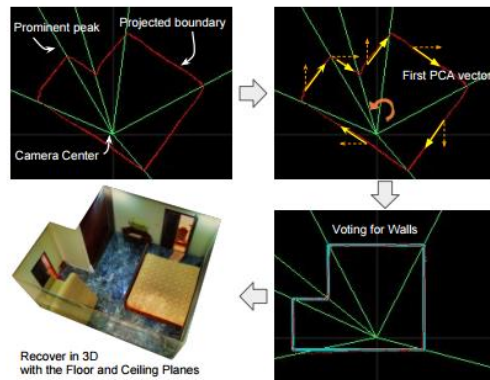 Prominent peak
Projected boundary
Camera Center
First PCA vector
Voting for Walls
Recover in 3D
with the Floor and Ceiling Planes